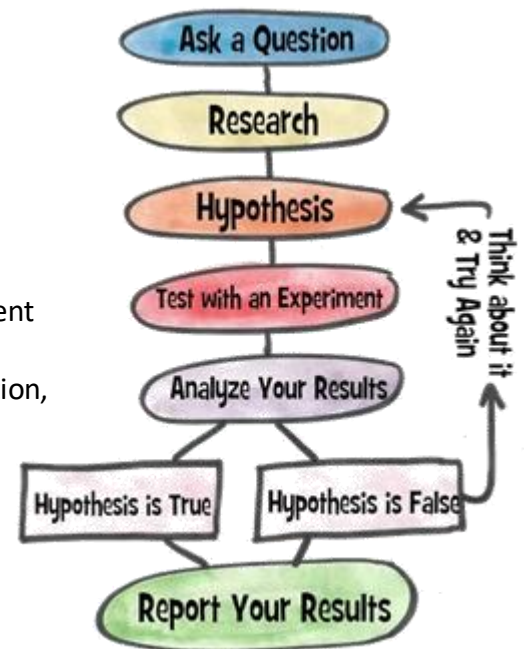 Ask a Question
Research
Hypothesis
Think about it
& Try Again
Test with an Experiment
ent
Analyze Your Results
ion,
Hypothesis is True
Hypothesis is False
Report Your Results